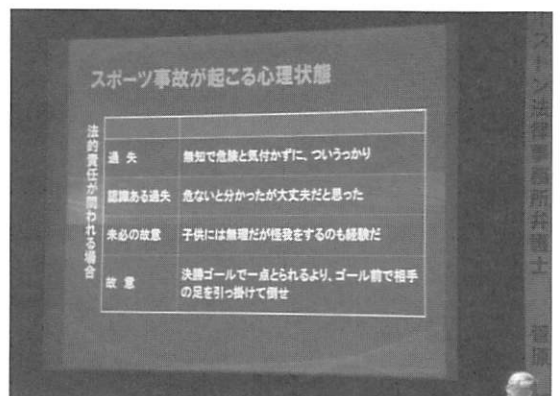 スポーツ事故が起こる心理状態
法的責任が問われる場合
過 失 無知で危険と気付かずに、ついうっかり
認識ある過失 危ないと分かったが大丈夫だと思った
未必の故意 子供には無理だが怪我をするのも経験だ
故 意 決勝ゴールで一点とられるより、ゴール前で相手
の足を引っ掛けて倒せ
法律事務所弁護士